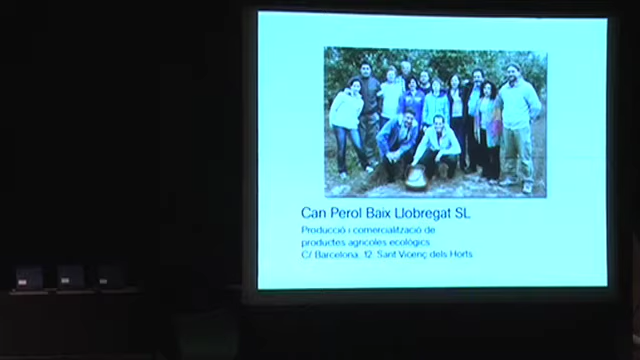 Can Perol Baix Llobregat SL
Producció i comercialització de
productes agrícoles ecològics
C/ Barcelona, 12. Sant Vicenç dels Horts